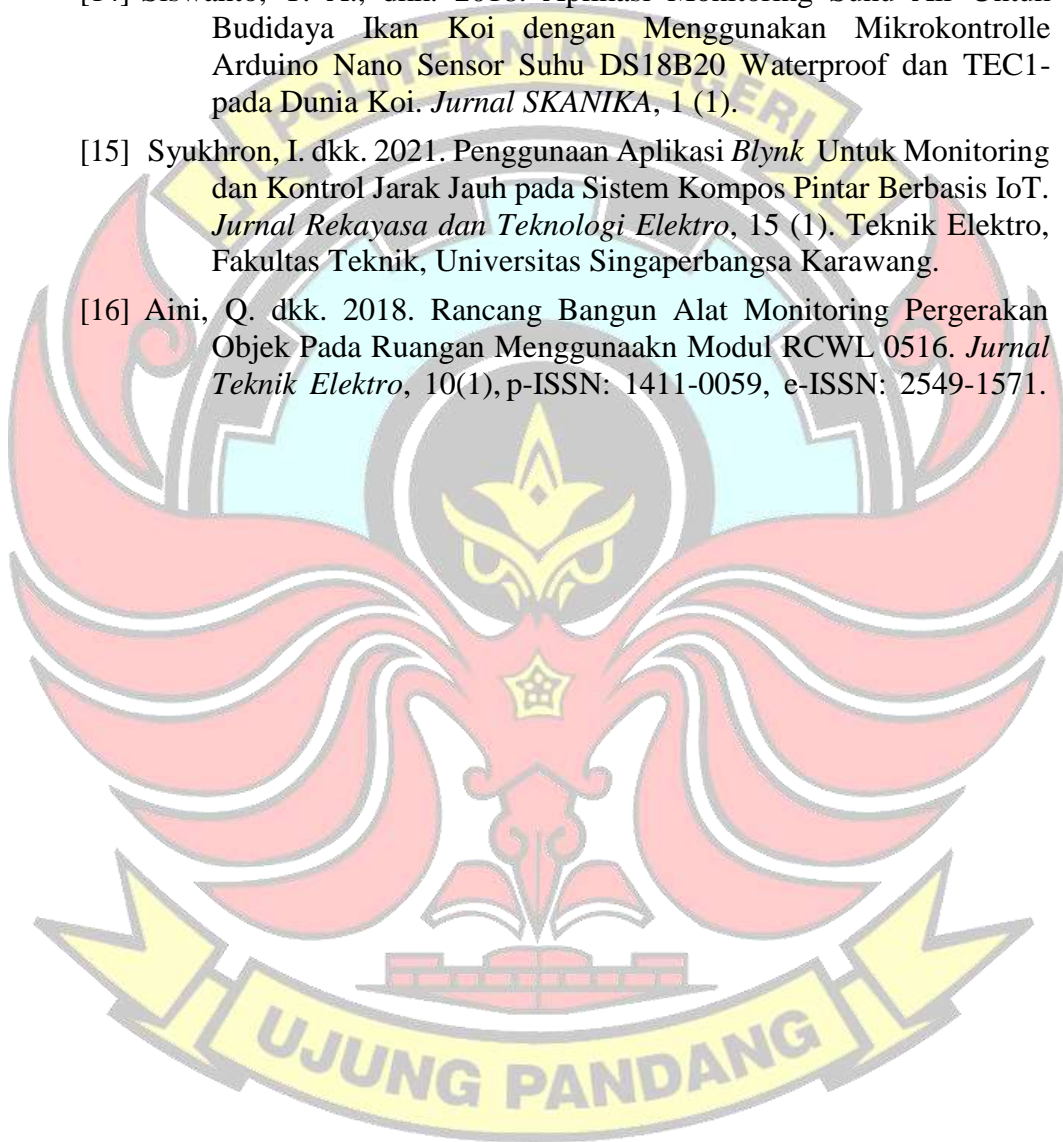 Budidaya Ikan Koi dengan Menggunakan Mikrokontrolle
Arduino Nano Sensor Suhu DS18B20 Waterproof dan TEC1-
pada Dunia Koi. Jurnal SKANIKA, 1 (1).
[15] Syukhron, I. dkk. 2021. Penggunaan Aplikasi Blynk Untuk Monitoring
dan Kontrol Jarak Jauh pada Sistem Kompos Pintar Berbasis IoT.
Jurnal Rekayasa dan Teknologi Elektro, 15 (1). Teknik Elektro,
Fakultas Teknik, Universitas Singaperbangsa Karawang.
[16] Aini, Q. dkk. 2018. Rancang Bangun Alat Monitoring Pergerakan
Objek Pada Ruangan Menggunaakn Modul RCWL 0516. Jurnal
Teknik Elektro, 10(1), p-ISSN: 1411-0059, e-ISSN: 2549-1571.
POLITEKNIK NEGERI
UJUNG PANDANG